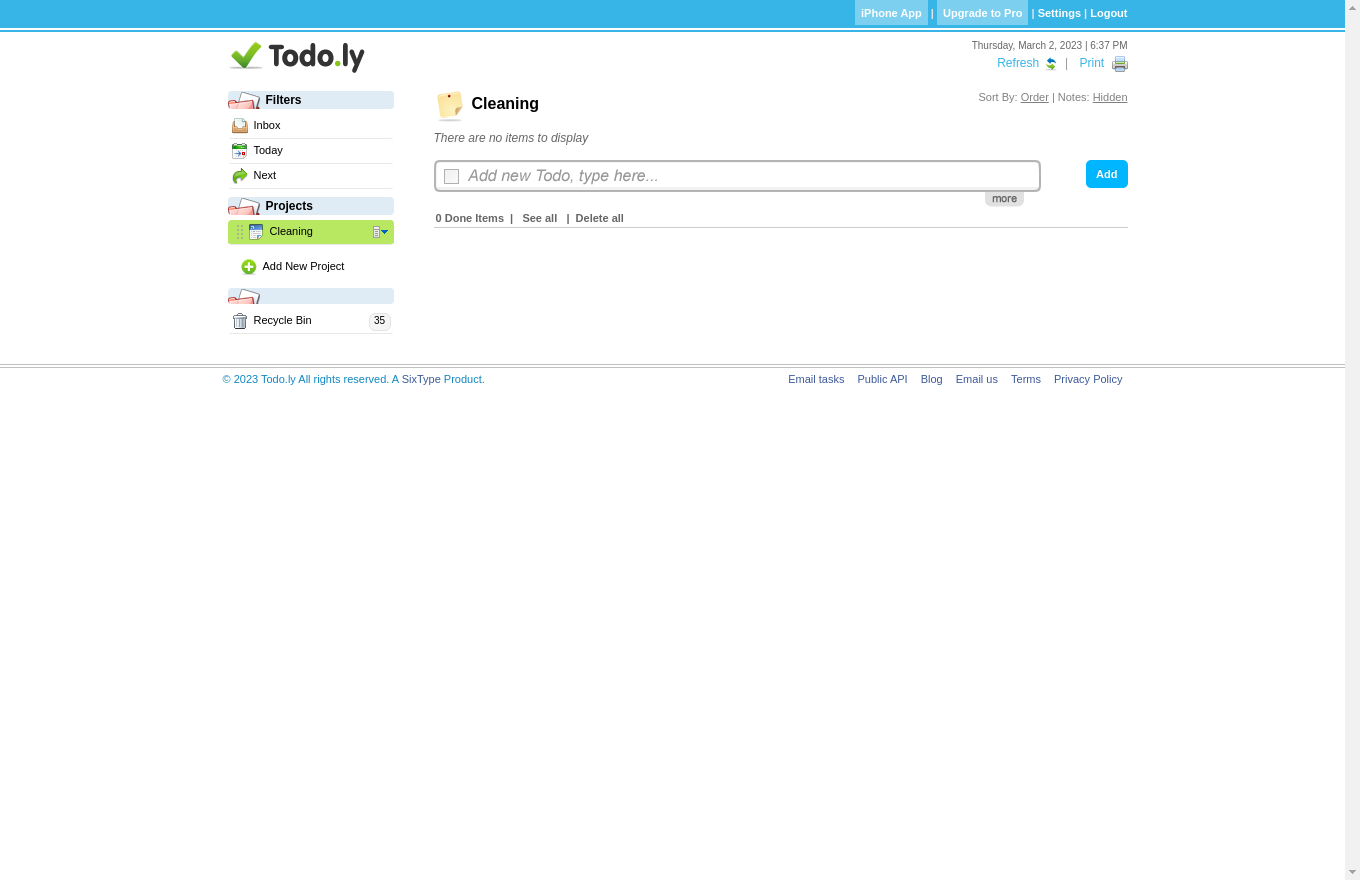 iPhone App | Upgrade to Pro | Settings | Logout
Todo.ly
Thursday, March 2, 2023 | 6:37 PM
Refresh | Print
Filters
Inbox
Today
Next
Projects
Cleaning
Add New Project
Recycle Bin 35
Cleaning
Sort By: Order | Notes: Hidden
There are no items to display
Add new Todo, type here...
Add
more
0 Done Items | See all | Delete all
© 2023 Todo.ly All rights reserved. A SixType Product.
Email tasks Public API Blog Email us Terms Privacy Policy